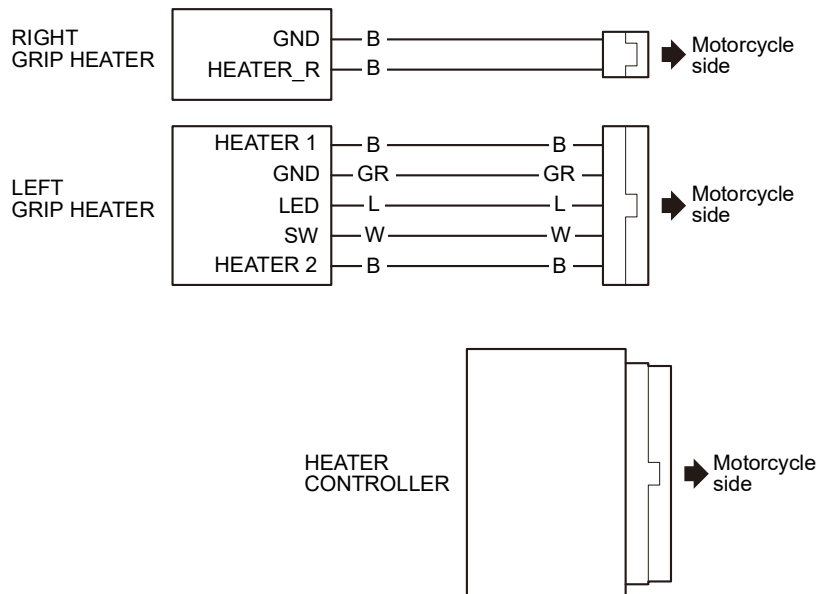 RIGHT
GRIP HEATER
GND B
HEATER_R B
Motorcycle
side
LEFT
GRIP HEATER
HEATER 1 B B
GND GR GR
LED L L
SW W W
HEATER 2 B B
Motorcycle
side
HEATER
CONTROLLER
Motorcycle
side